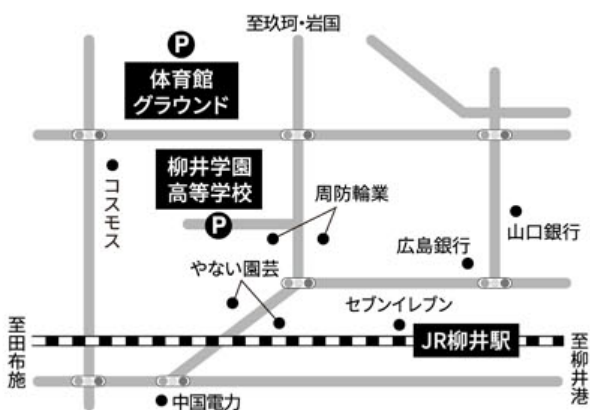 至玖珂・岩国
P
体育館
グラウンド
柳井学園
高等学校
コスモス
P
周防輪業
山口銀行
広島銀行
やない園芸
セブンイレブン
至田布施
JR柳井駅
至柳井港
中国電力